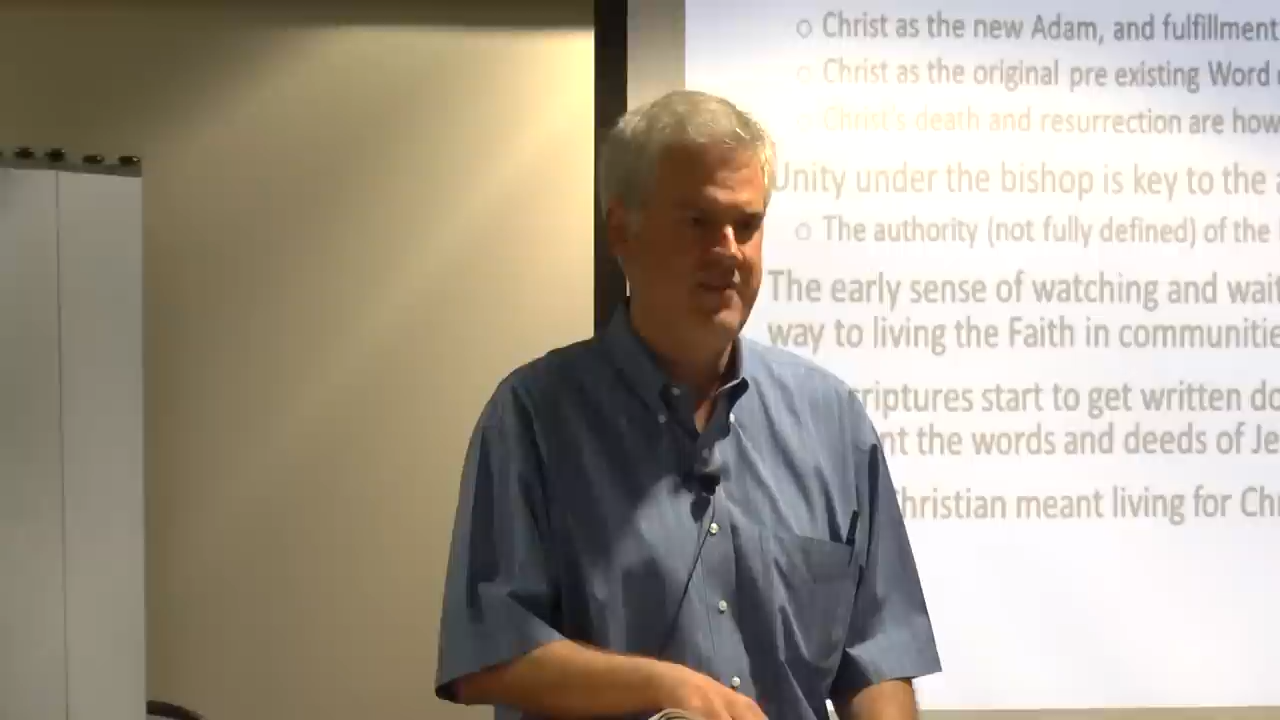 Christ as the new Adam, and fulfillment
Christ as the original pre existing Word
Christ's death and resurrection are how
Unity under the bishop is key to the
The authority (not fully defined) of the
The early sense of watching and wait
way to living the Faith in communitie
riptures start to get written do
nt the words and deeds of Je
hristian meant living for Chr